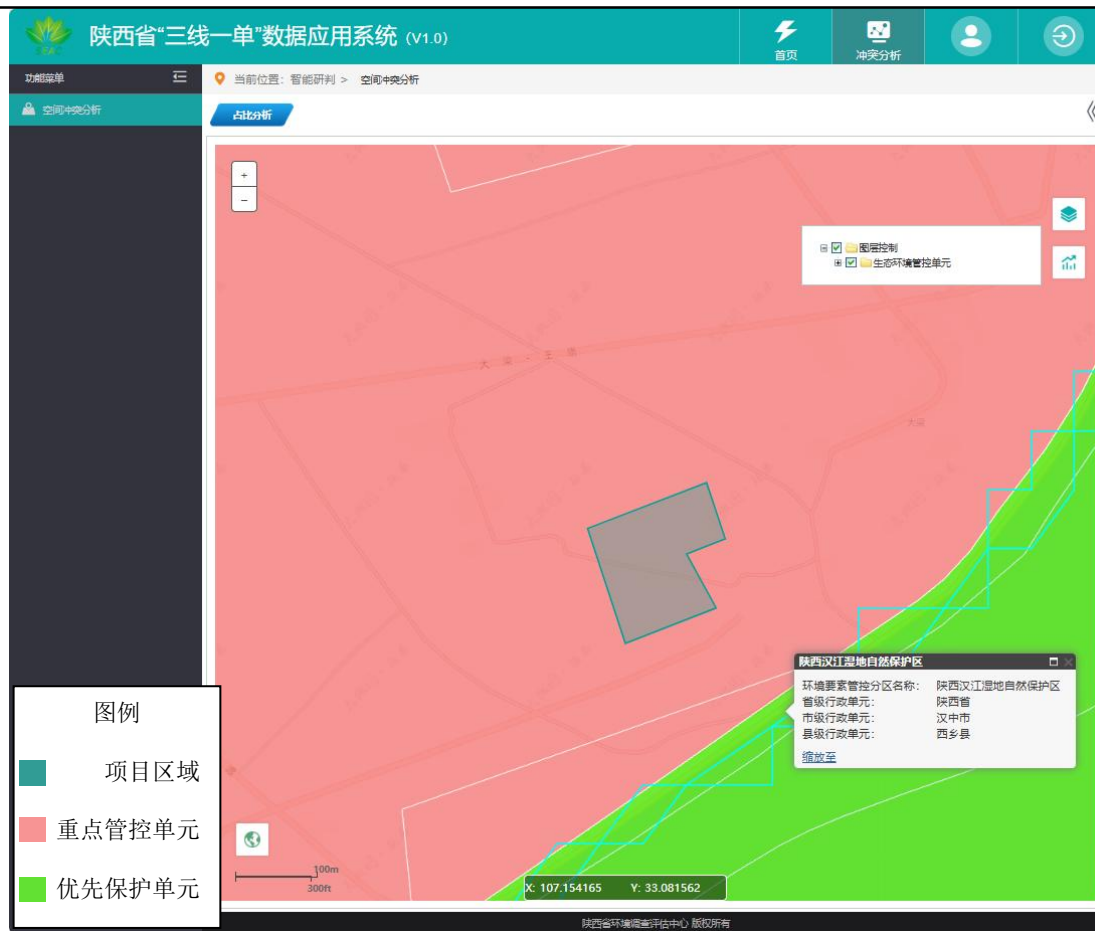 陕西省“三线一单”数据应用系统 (V1.0)
首页
冲突分析
功能菜单
当前位置: 智能研判 > 空间冲突分析
空间冲突分析
占比分析
+
−
图层控制
生态环境管控单元
陕西汉江湿地自然保护区
环境要素管控分区名称: 陕西汉江湿地自然保护区
省级行政单元: 陕西省
市级行政单元: 汉中市
县级行政单元: 西乡县
缩放至
图例
项目区域
重点管控单元
优先保护单元
100m
300ft
X: 107.154165 Y: 33.081562
陕西省环境调查评估中心 版权所有